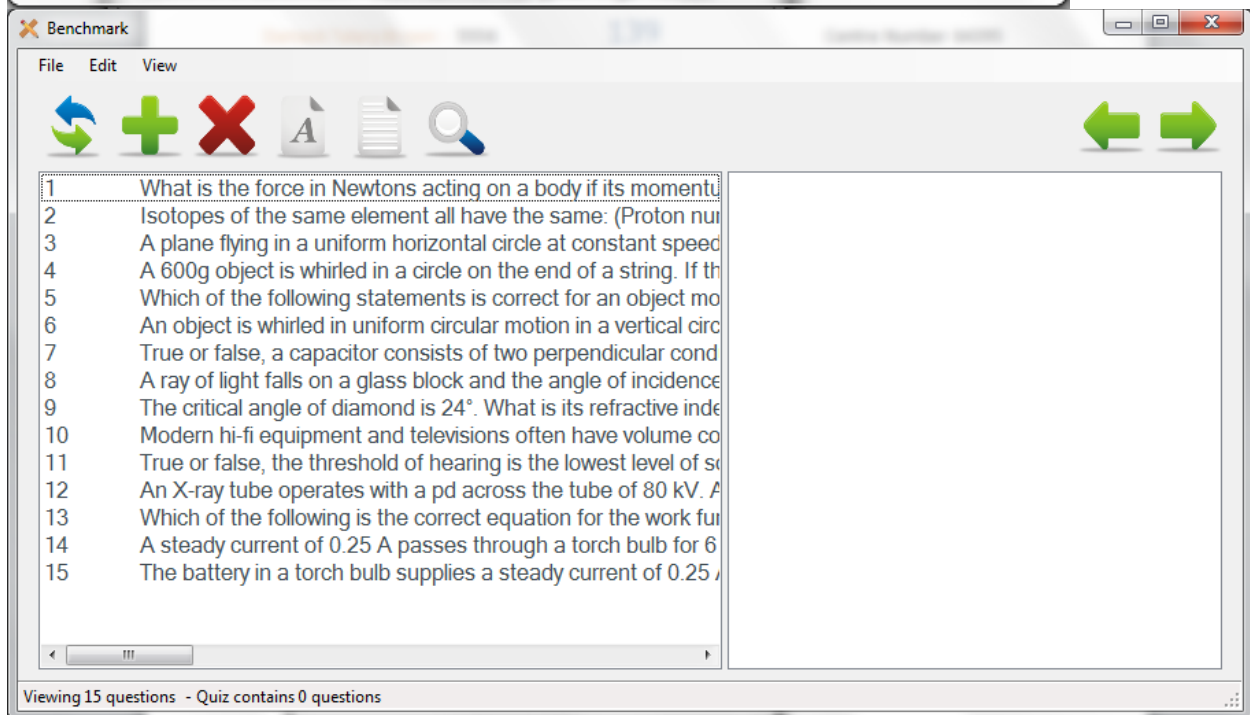 Benchmark
139
Centre Number
File Edit View
A
1 What is the force in Newtons acting on a body if its momentu
2 Isotopes of the same element all have the same: (Proton nur
3 A plane flying in a uniform horizontal circle at constant speed
4 A 600g object is whirled in a circle on the end of a string. If th
5 Which of the following statements is correct for an object mo
6 An object is whirled in uniform circular motion in a vertical circ
7 True or false, a capacitor consists of two perpendicular cond
8 A ray of light falls on a glass block and the angle of incidence
9 The critical angle of diamond is 24°. What is its refractive inde
10 Modern hi-fi equipment and televisions often have volume co
11 True or false, the threshold of hearing is the lowest level of so
12 An X-ray tube operates with a pd across the tube of 80 kV. A
13 Which of the following is the correct equation for the work fun
14 A steady current of 0.25 A passes through a torch bulb for 6
15 The battery in a torch bulb supplies a steady current of 0.25 A
Viewing 15 questions - Quiz contains 0 questions